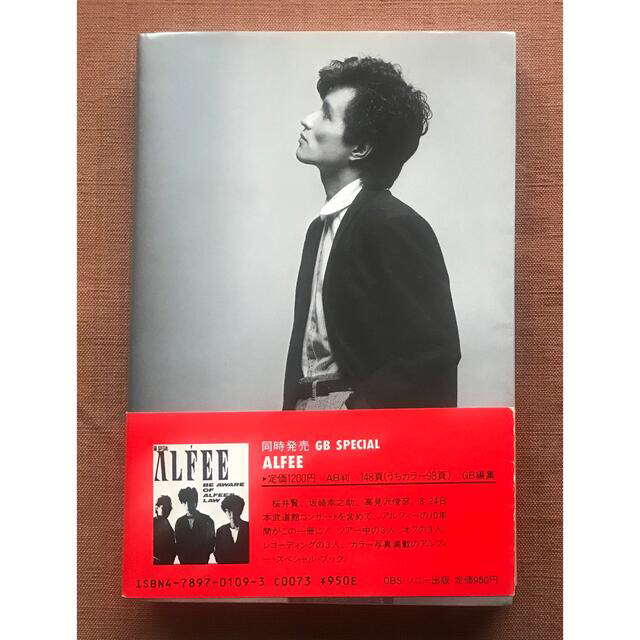 同時発売 GB SPECIAL
ALFEE
▶定価1200円 AB判 148頁(うちカラー98頁) GB編集
桜井賢、坂崎幸之助、高見沢俊彦。8.24日
本武道館コンサートを含めて、アルフィーの10年
間がこの一冊に/ ツアー中の3人、オフの3人、
レコーディングの3人、カラー写真満載のアルフィ
ー・スペシャル・ブック。
GB SPECIAL
ALFEE
BE AWARE
OF
ALFEE'S
LAW
ISBN4-7897-0109-3 C0073 ¥950E
CBS・ソニー出版 定価950円